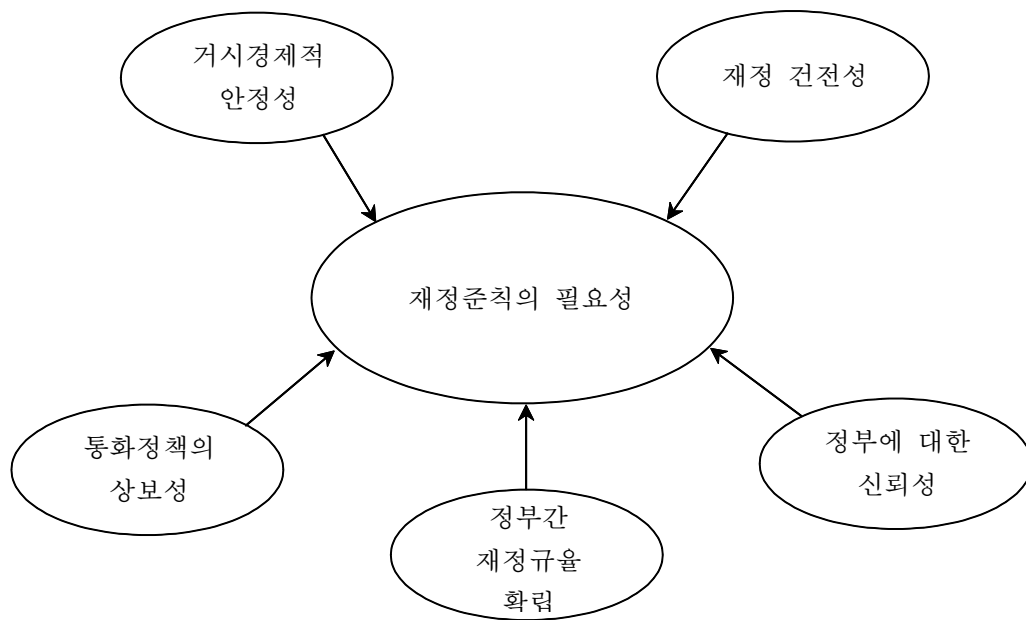 거시경제적
안정성
재정 건전성
재정준칙의 필요성
통화정책의
상보성
정부간
재정규율
확립
정부에 대한
신뢰성